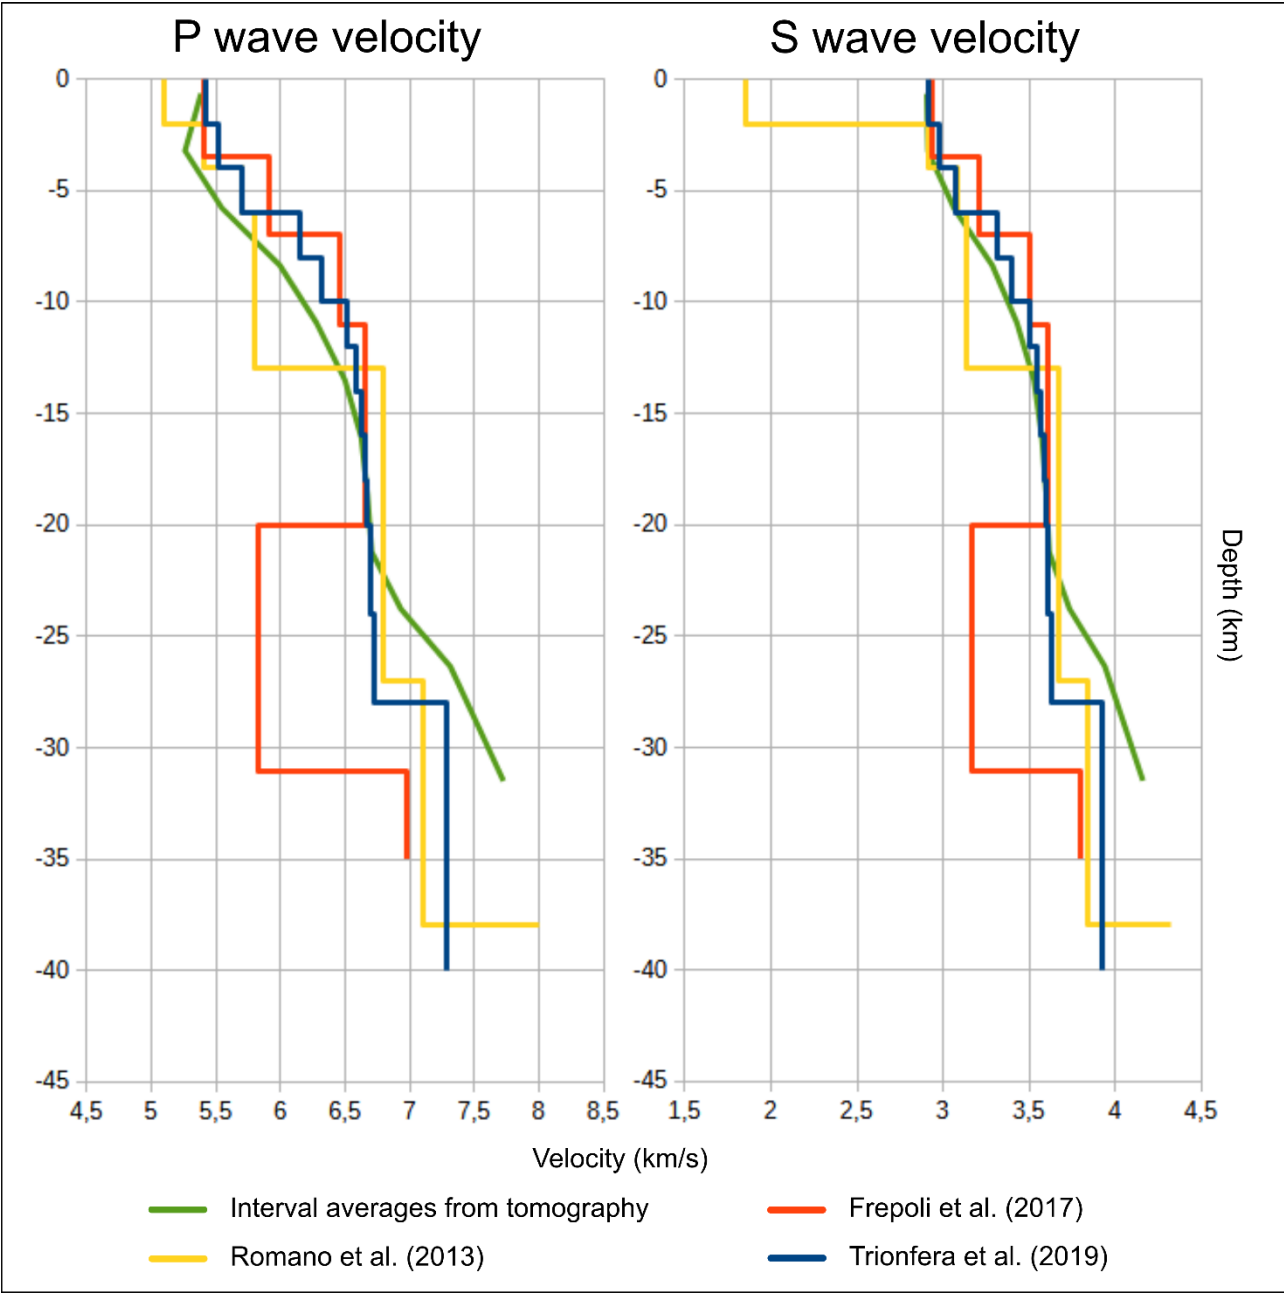 P wave velocity
S wave velocity
0
-5
-10
-15
-20
-25
-30
-35
-40
-45
4,5 5 5,5 6 6,5 7 7,5 8 8,5
0
-5
-10
-15
-20
-25
-30
-35
-40
-45
1,5 2 2,5 3 3,5 4 4,5
Depth (km)
Velocity (km/s)
Interval averages from tomography
Frepoli et al. (2017)
Romano et al. (2013)
Trionfera et al. (2019)